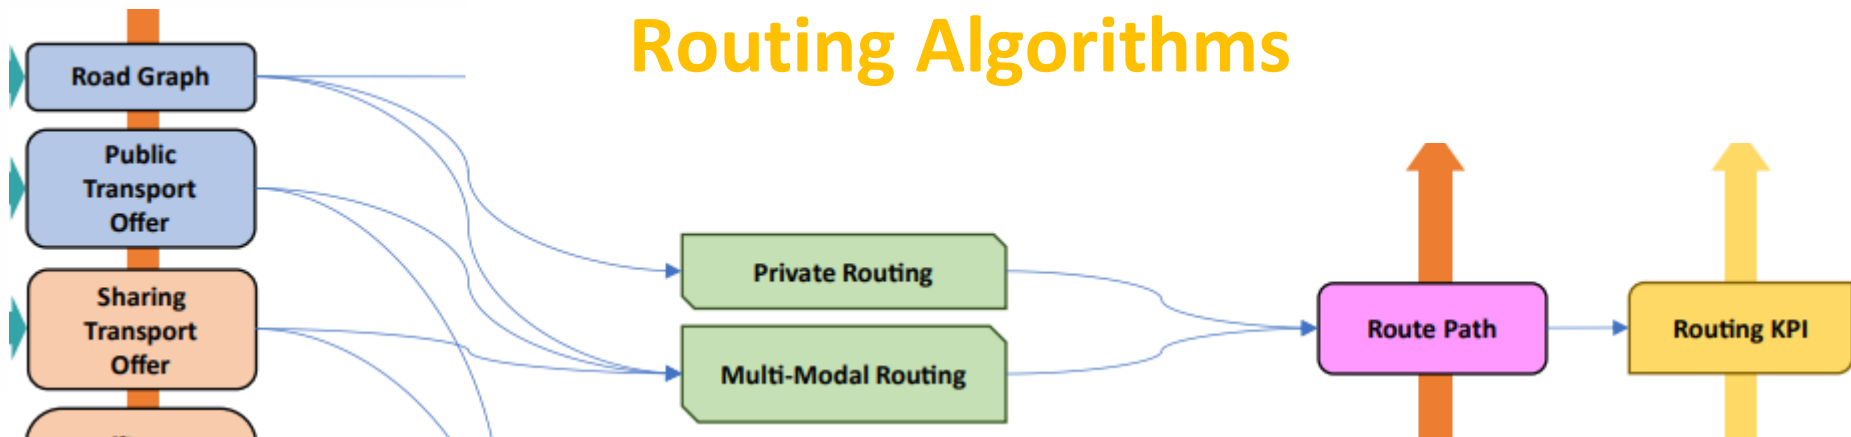 Routing Algorithms
Road Graph
Public
Transport
Offer
Sharing
Transport
Offer
Private Routing
Multi-Modal Routing
Route Path
Routing KPI